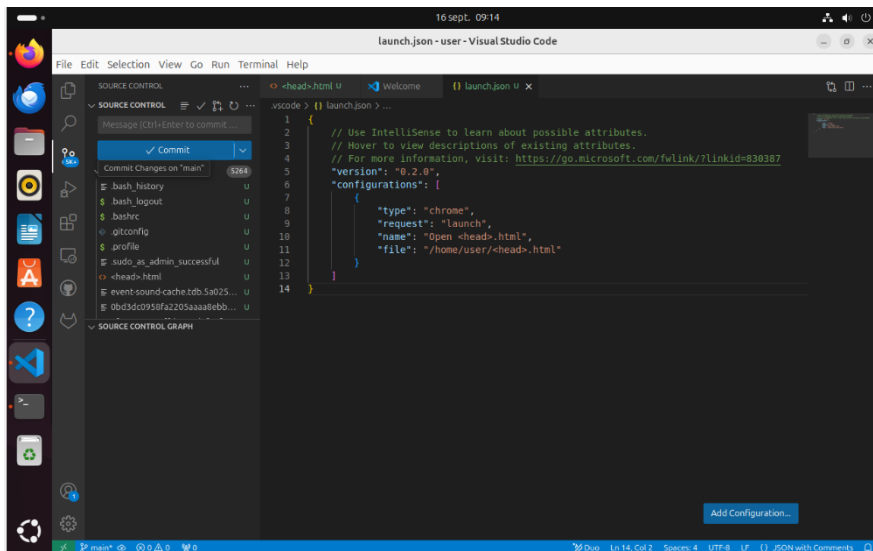 16 sept. 09:14
launch.json - user - Visual Studio Code
File Edit Selection View Go Run Terminal Help
SOURCE CONTROL
<head>.html U
Welcome
launch.json U
SOURCE CONTROL
.vscode > {} launch.json > ...
Message (Ctrl+Enter to commit ...
Commit
Commit Changes on "main"
5264
5K+
.bash_history U
.bash_logout U
.bashrc U
.gitconfig U
.profile U
.sudo_as_admin_successful U
<head>.html U
event-sound-cache.tdb.5a025... U
0bd3dc0958fa2205aaaa8ebb... U
SOURCE CONTROL GRAPH
1 {
2 // Use IntelliSense to learn about possible attributes.
3 // Hover to view descriptions of existing attributes.
4 // For more information, visit: https://go.microsoft.com/fwlink/?linkid=830387
5 "version": "0.2.0",
6 "configurations": [
7 {
8 "type": "chrome",
9 "request": "launch",
10 "name": "Open <head>.html",
11 "file": "/home/user/<head>.html"
12 }
13 ]
14 }
Add Configuration...
1
main* 0 0 0
Duo Ln 14, Col 2 Spaces: 4 UTF-8 LF {} JSON with Comments